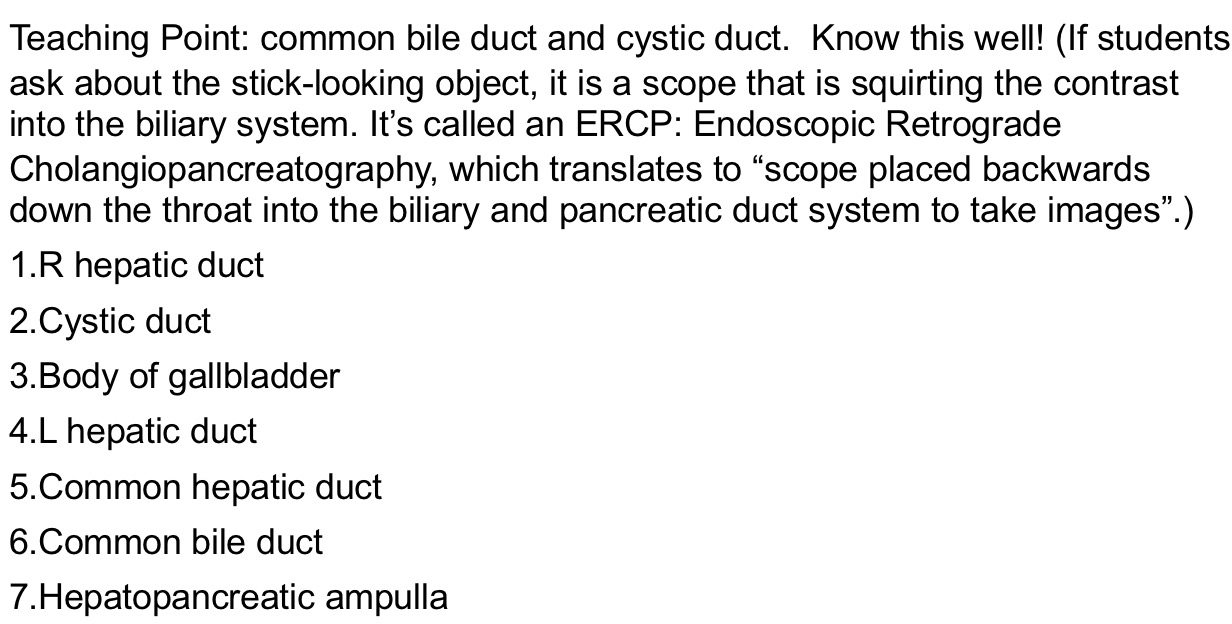 Teaching Point: common bile duct and cystic duct.  Know this well! (If students
ask about the stick-looking object, it is a scope that is squirting the contrast
into the biliary system. It’s called an ERCP: Endoscopic Retrograde
Cholangiopancreatography, which translates to “scope placed backwards
down the throat into the biliary and pancreatic duct system to take images”.)
1.R hepatic duct
2.Cystic duct
3.Body of gallbladder
4.L hepatic duct
5.Common hepatic duct
6.Common bile duct
7.Hepatopancreatic ampulla